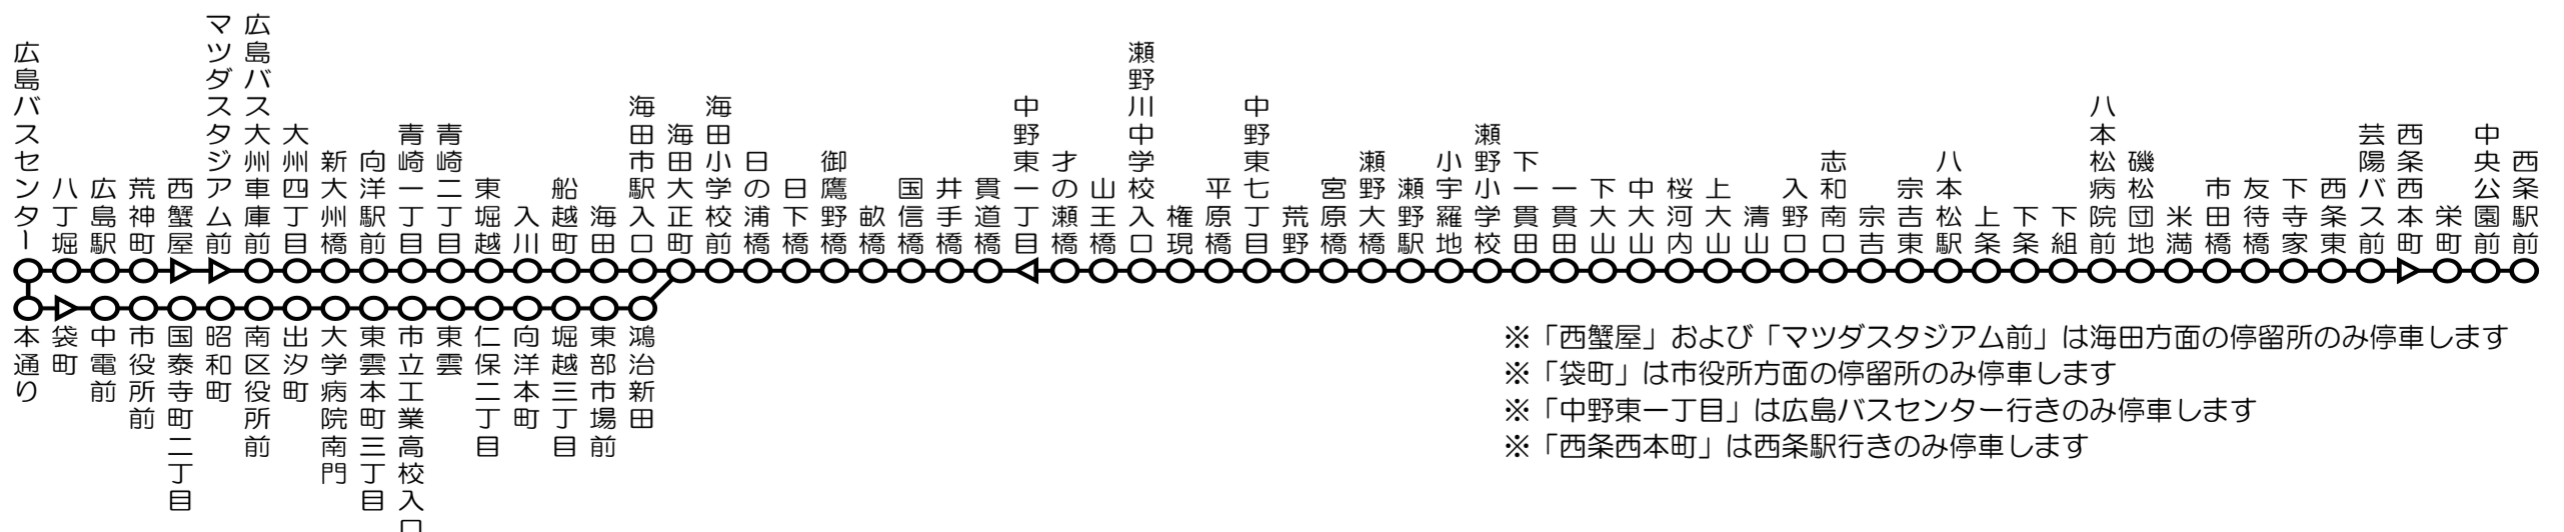 広島バスセンター
八丁堀
広島駅
荒神町
西蟹屋
マツダスタジアム前
広島バス大州車庫前
大州四丁目
新大州橋
向洋駅前
青崎一丁目
青崎二丁目
東堀越
入川
船越町
海田
海田市駅入口
海田大正町
海田小学校前
日の浦橋
日下橋
御鷹野橋
畝橋
国信橋
井手橋
貫道橋
中野東一丁目
才の瀬橋
山王橋
瀬野川中学校入口
権現
平原橋
中野東七丁目
荒野
宮原橋
瀬野大橋
瀬野駅
小宇羅地
瀬野小学校
下一貫田
一貫田
下大山
中大山
桜河内
上大山
清山
入野口
志和南口
宗吉
宗吉東
八本松駅
上条
下条
下組
八本松病院前
磯松団地
米満
市田橋
友待橋
下寺家
西条東
芸陽バス前
西条西本町
栄町
中央公園前
西条駅前
本通り
袋町
中電前
市役所前
国泰寺町二丁目
昭和町
南区役所前
出汐町
大学病院南門
東雲本町三丁目
市立工業高校入口
東雲
仁保二丁目
向洋本町
堀越三丁目
東部市場前
鴻治新田
※「西蟹屋」および「マツダスタジアム前」は海田方面の停留所のみ停車します
※「袋町」は市役所方面の停留所のみ停車します
※「中野東一丁目」は広島バスセンター行きのみ停車します
※「西条西本町」は西条駅行きのみ停車します